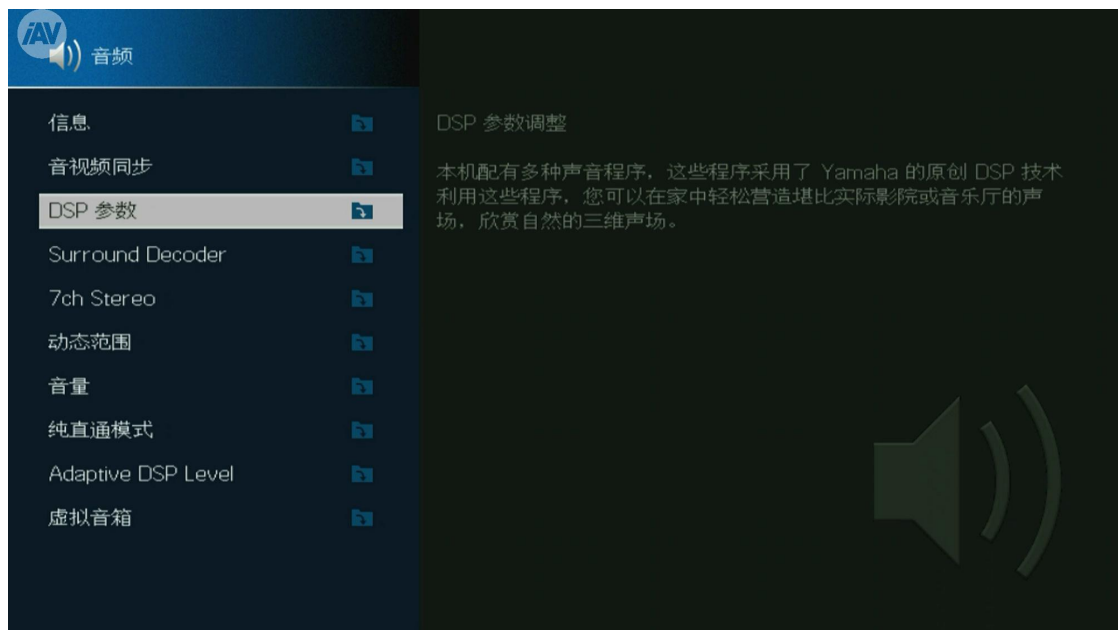 iAV
音频
信息
音视频同步
DSP 参数
Surround Decoder
7ch Stereo
动态范围
音量
纯直通模式
Adaptive DSP Level
虚拟音箱
DSP 参数调整
本机配有多种声音程序，这些程序采用了 Yamaha 的原创 DSP 技术
利用这些程序，您可以在家中轻松营造堪比实际影院或音乐厅的声
场，欣赏自然的三维声场。